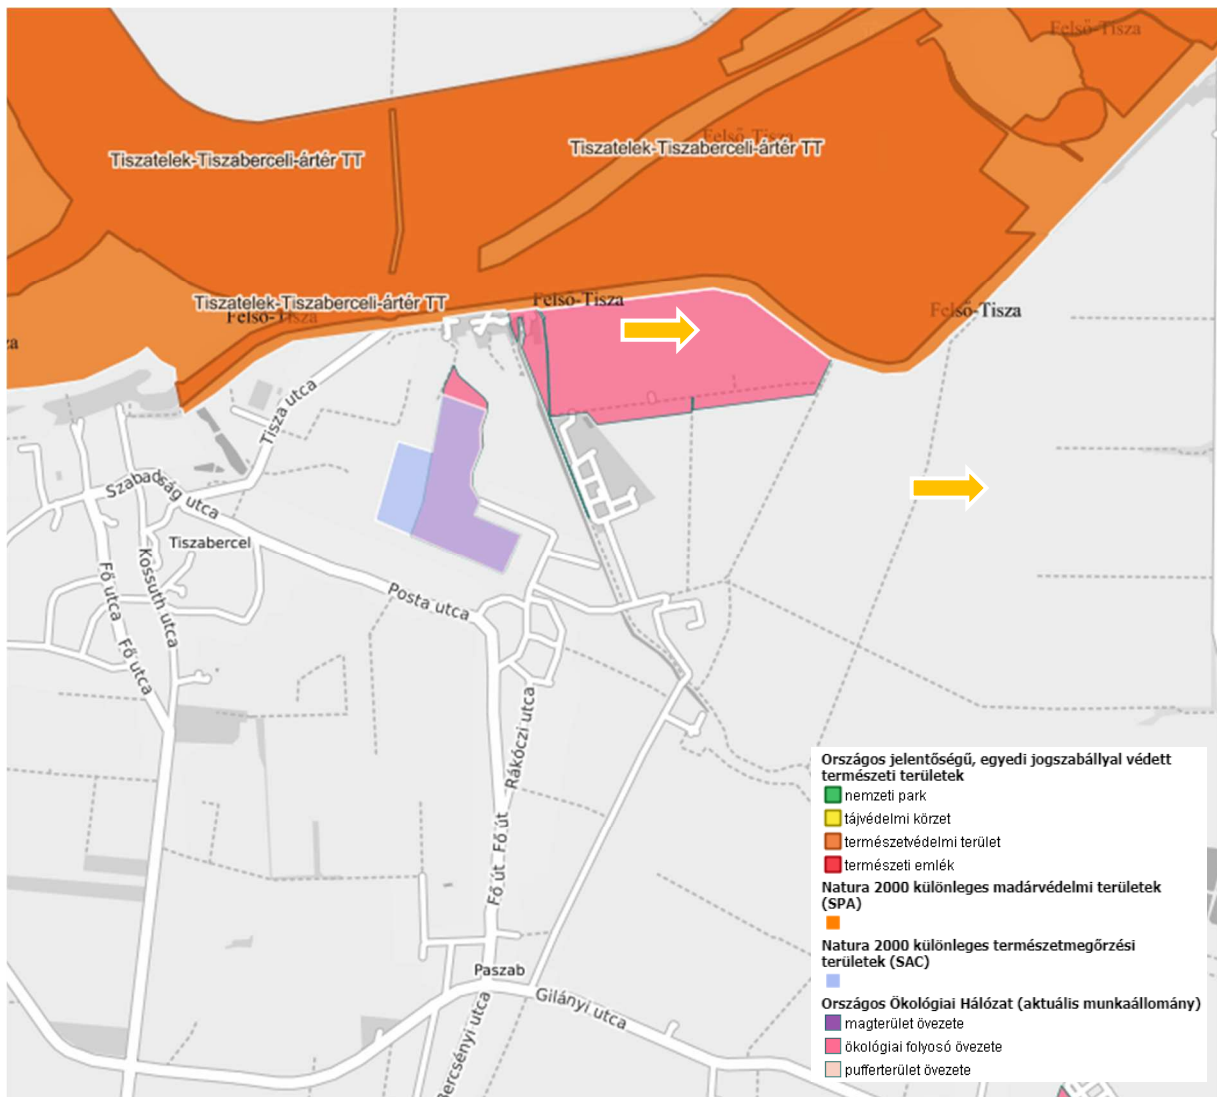 Felső-Tisza
Tiszatelek-Tiszaberceli-ártér TT
Felső-Tisza
Tiszatelek-Tiszaberceli-ártér TT
Tiszatelek-Tiszaberceli-ártér TT
Felső-Tisza
Felső-Tisza
Felső-Tisza
za
Tisza utca
Szabadság utca
Tiszabercel
Kossuth utca
Fő utca
Fő utca
Posta utca
Rákóczi utca
Fő út
Fő út
Paszab
Gilányi utca
Bercsényi utca
Országos jelentőségű, egyedi jogszabállyal védett
természeti területek
nemzeti park
tájvédelmi körzet
természetvédelmi terület
természeti emlék
Natura 2000 különleges madárvédelmi területek
(SPA)
Natura 2000 különleges természetmegőrzési
területek (SAC)
Országos Ökológiai Hálózat (aktuális munkaállomány)
magterület övezete
ökológiai folyosó övezete
pufferterület övezete